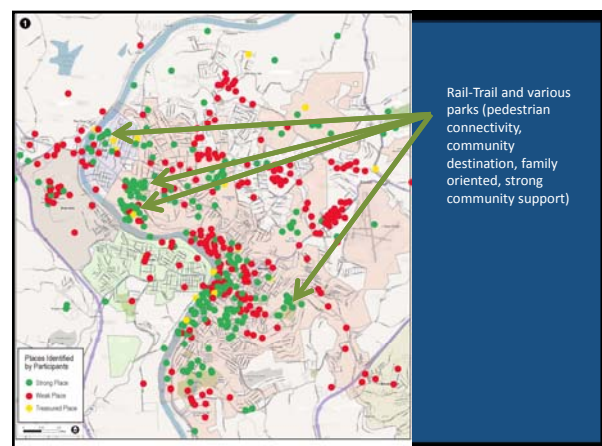 1
Rail-Trail and various
parks (pedestrian
connectivity,
community
destination, family
oriented, strong
community support)
Places Identified
by Participants
Strong Place
Weak Place
Treasured Place